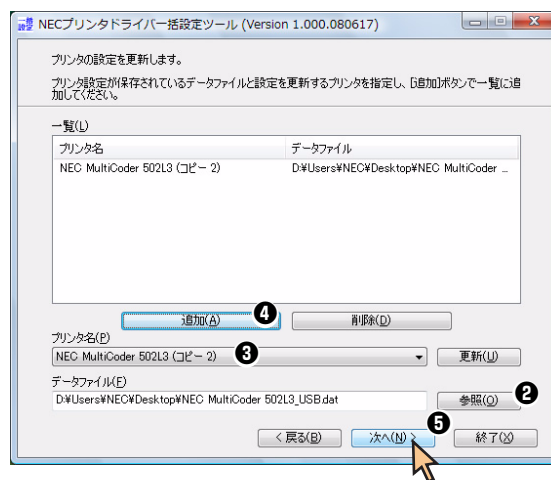 NECプリンタドライバー括設定ツール (Version 1.000.080617)
プリンタの設定を更新します。
プリンタ設定が保存されているデータファイルと設定を更新するプリンタを指定し、[追加]ボタンで一覧に追
加してください。
一覧(L)
プリンタ名 データファイル
NEC MultiCoder 502L3 (コピー 2) D:¥Users¥NEC¥Desktop¥NEC MultiCoder ...
追加(A) 4 削除(D)
プリンタ名(P)
NEC MultiCoder 502L3 (コピー 2) 3 更新(U)
データファイル(F)
D:¥Users¥NEC¥Desktop¥NEC MultiCoder 502L3_USB.dat 参照(O) 2
5
< 戻る(B) 次へ(N) > 終了(X)